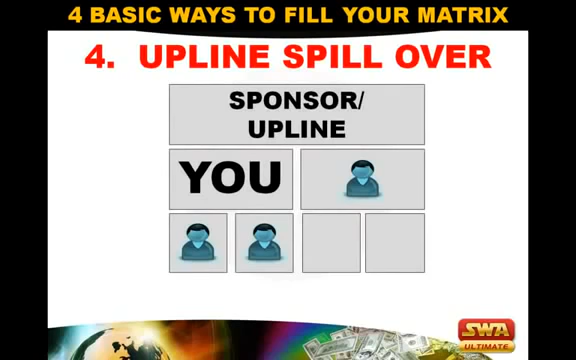 4 BASIC WAYS TO FILL YOUR MATRIX
4. UPLINE SPILL OVER
SPONSOR/
UPLINE
YOU
SWA
ULTIMATE